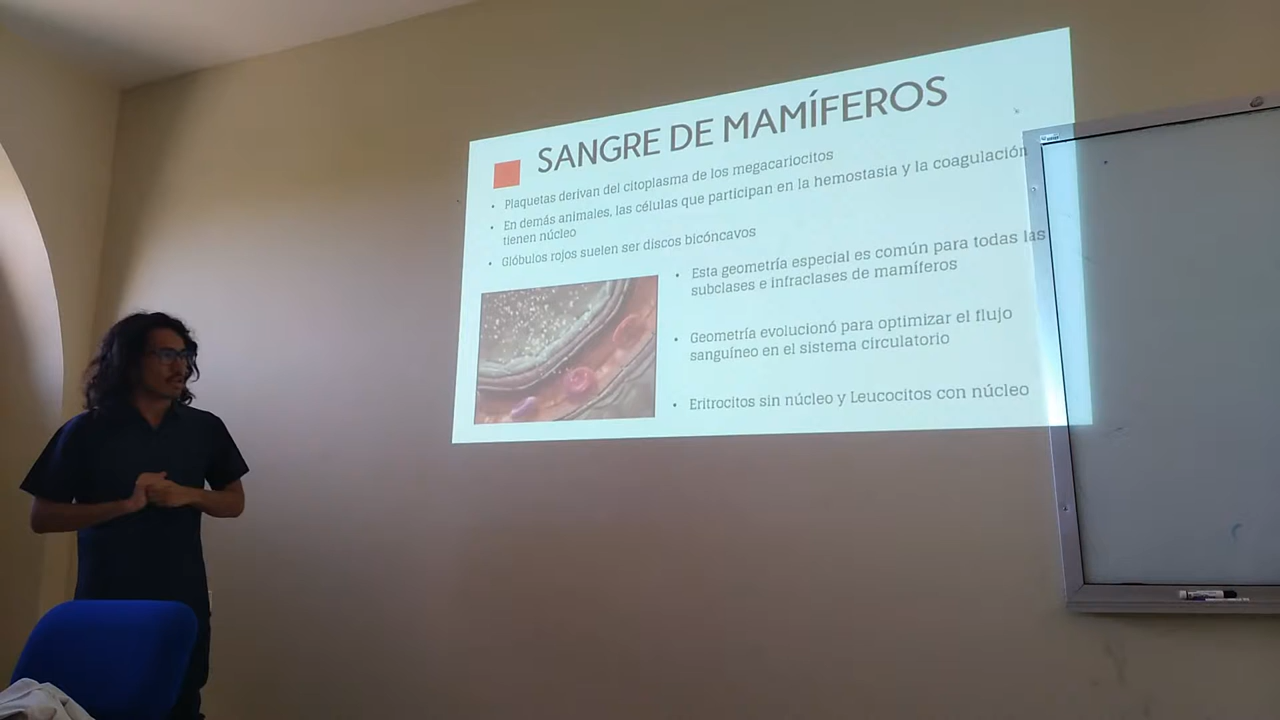 SANGRE DE MAMÍFEROS
Plaquetas derivan del citoplasma de los megacariocitos
En demás animales, las células que participan en la hemostasia y la coagulación
tienen núcleo
Glóbulos rojos suelen ser discos bicóncavos
Esta geometría especial es común para todas las
subclases e infraclases de mamíferos
Geometría evolucionó para optimizar el flujo
sanguíneo en el sistema circulatorio
Eritrocitos sin núcleo y Leucocitos con núcleo